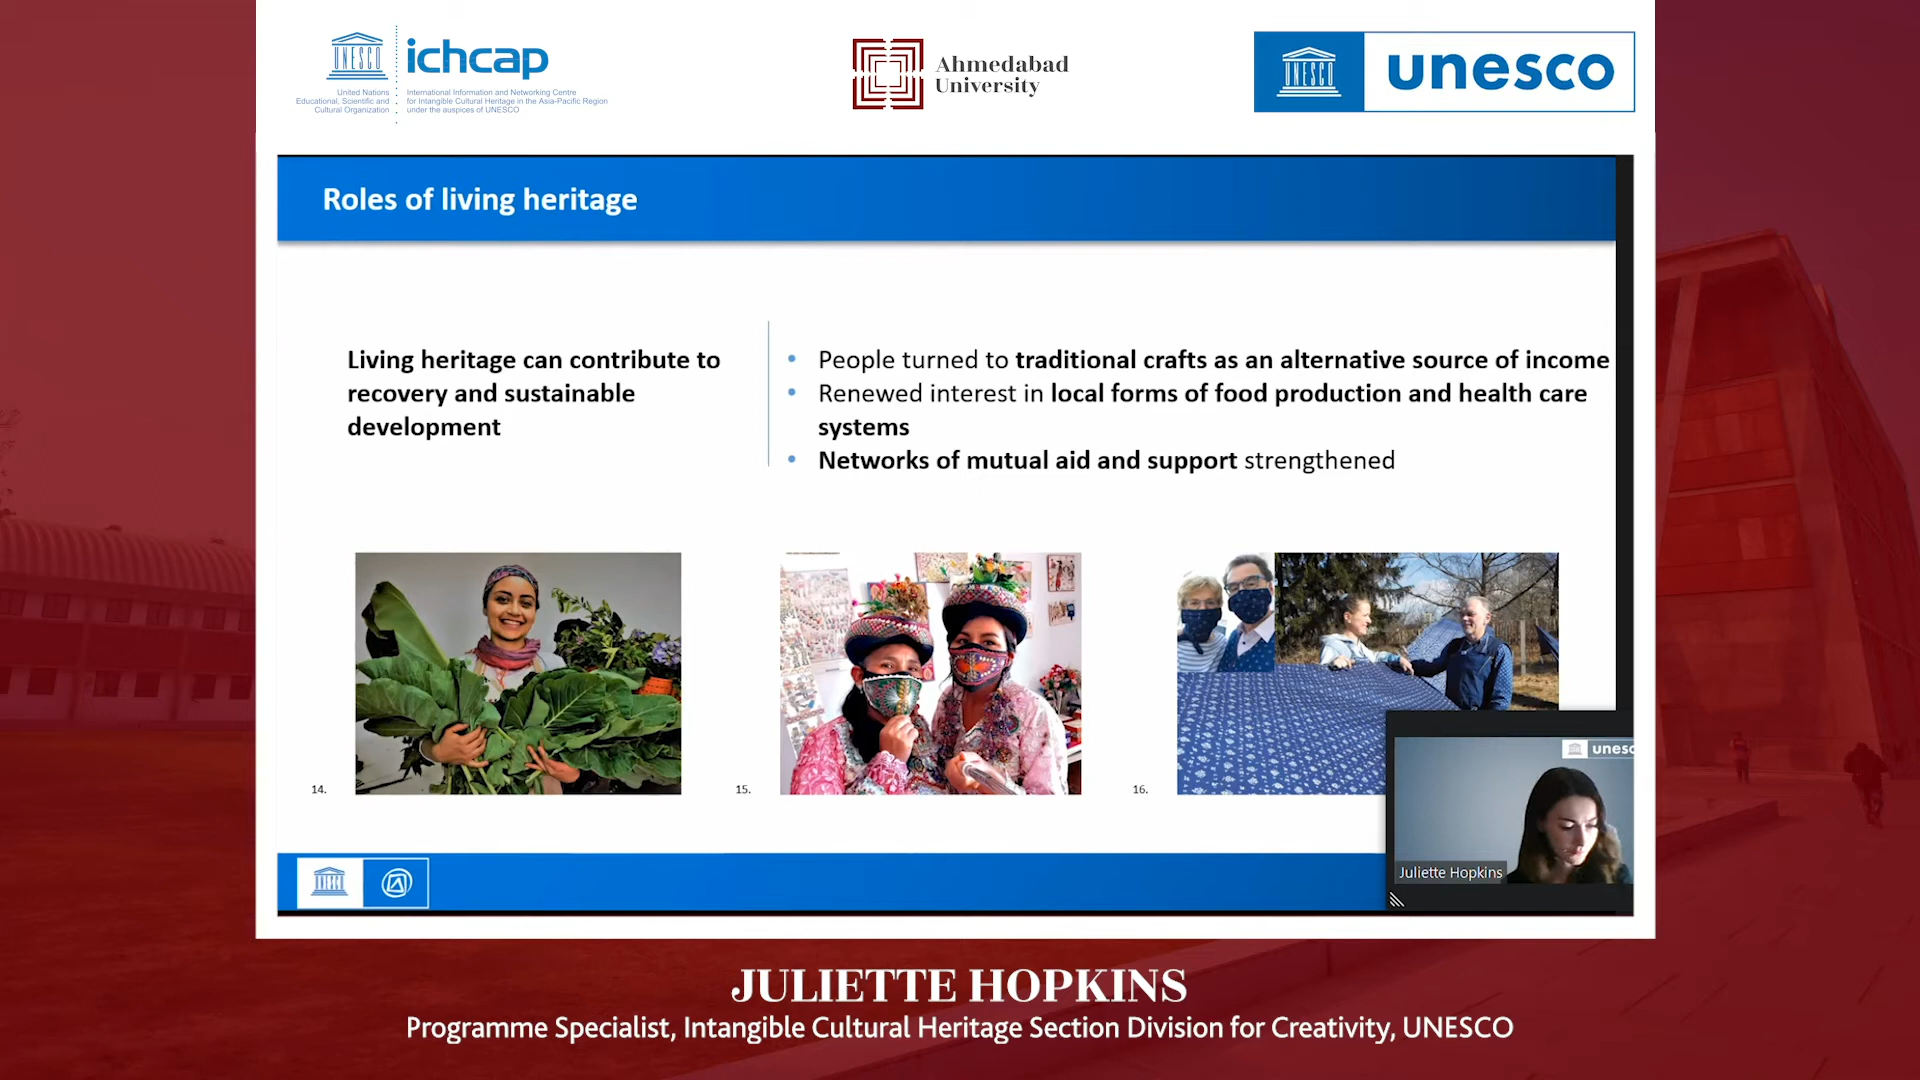 UNESCO
United Nations
Educational, Scientific and
Cultural Organization
ichcap
International Information and Networking Centre
for Intangible Cultural Heritage in the Asia-Pacific Region
under the auspices of UNESCO
Ahmedabad
University
UNESCO
unesco
Roles of living heritage
Living heritage can contribute to
recovery and sustainable
development
• People turned to traditional crafts as an alternative source of income
• Renewed interest in local forms of food production and health care
systems
• Networks of mutual aid and support strengthened
14.
15.
16.
unesc
Juliette Hopkins
JULIETTE HOPKINS
Programme Specialist, Intangible Cultural Heritage Section Division for Creativity, UNESCO